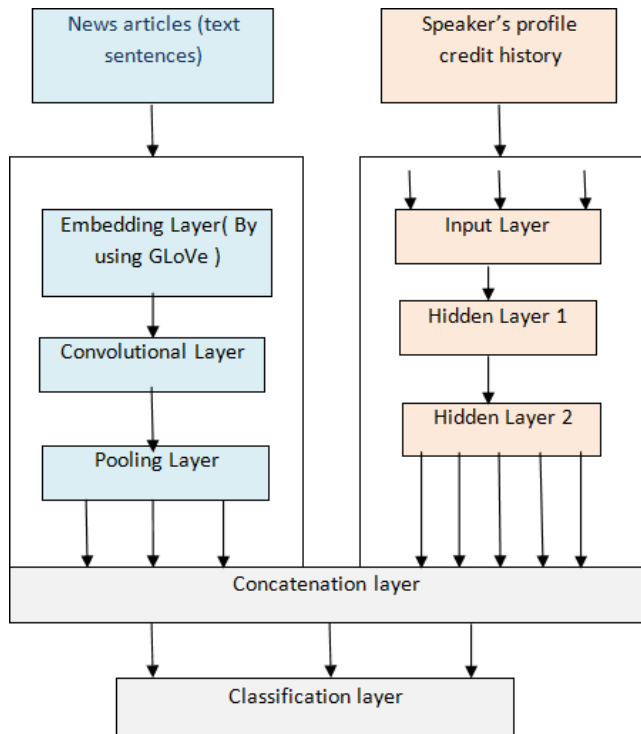 News articles (text
sentences)
Speaker's profile
credit history
Embedding Layer( By
using GLoVe )
Convolutional Layer
Pooling Layer
Input Layer
Hidden Layer 1
Hidden Layer 2
Concatenation layer
Classification layer